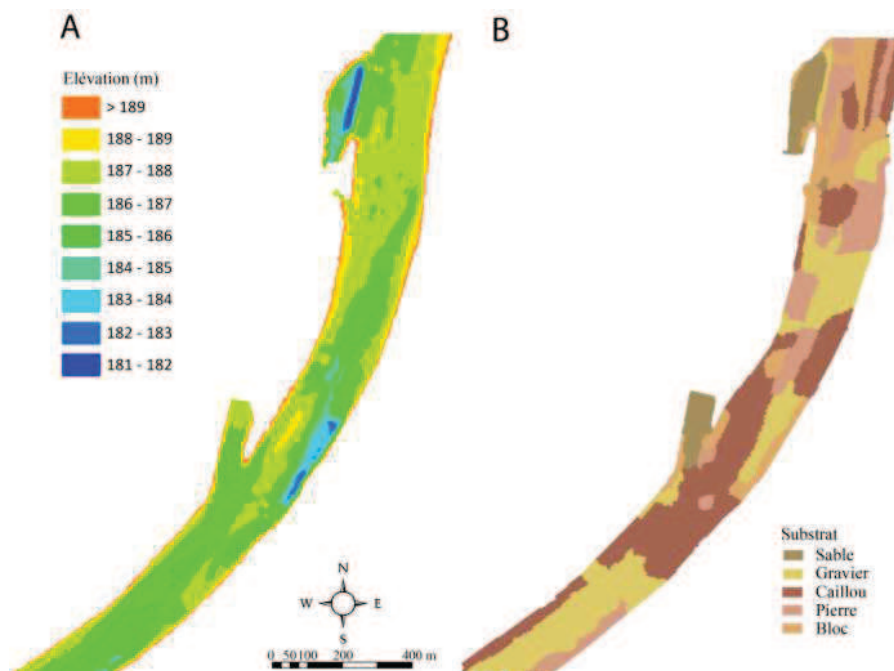 A
B
Elévation (m)
> 189
188 - 189
187 - 188
186 - 187
185 - 186
184 - 185
183 - 184
182 - 183
181 - 182
N
W E
S
0 50 100 200 400 m
Substrat
Sable
Gravier
Caillou
Pierre
Bloc